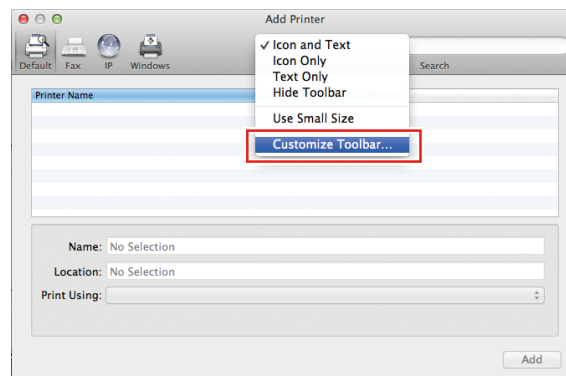 Add Printer
Default Fax IP Windows Search
✓ Icon and Text
Icon Only
Text Only
Hide Toolbar
Use Small Size
Customize Toolbar...
Printer Name
Name: No Selection
Location: No Selection
Print Using:
Add